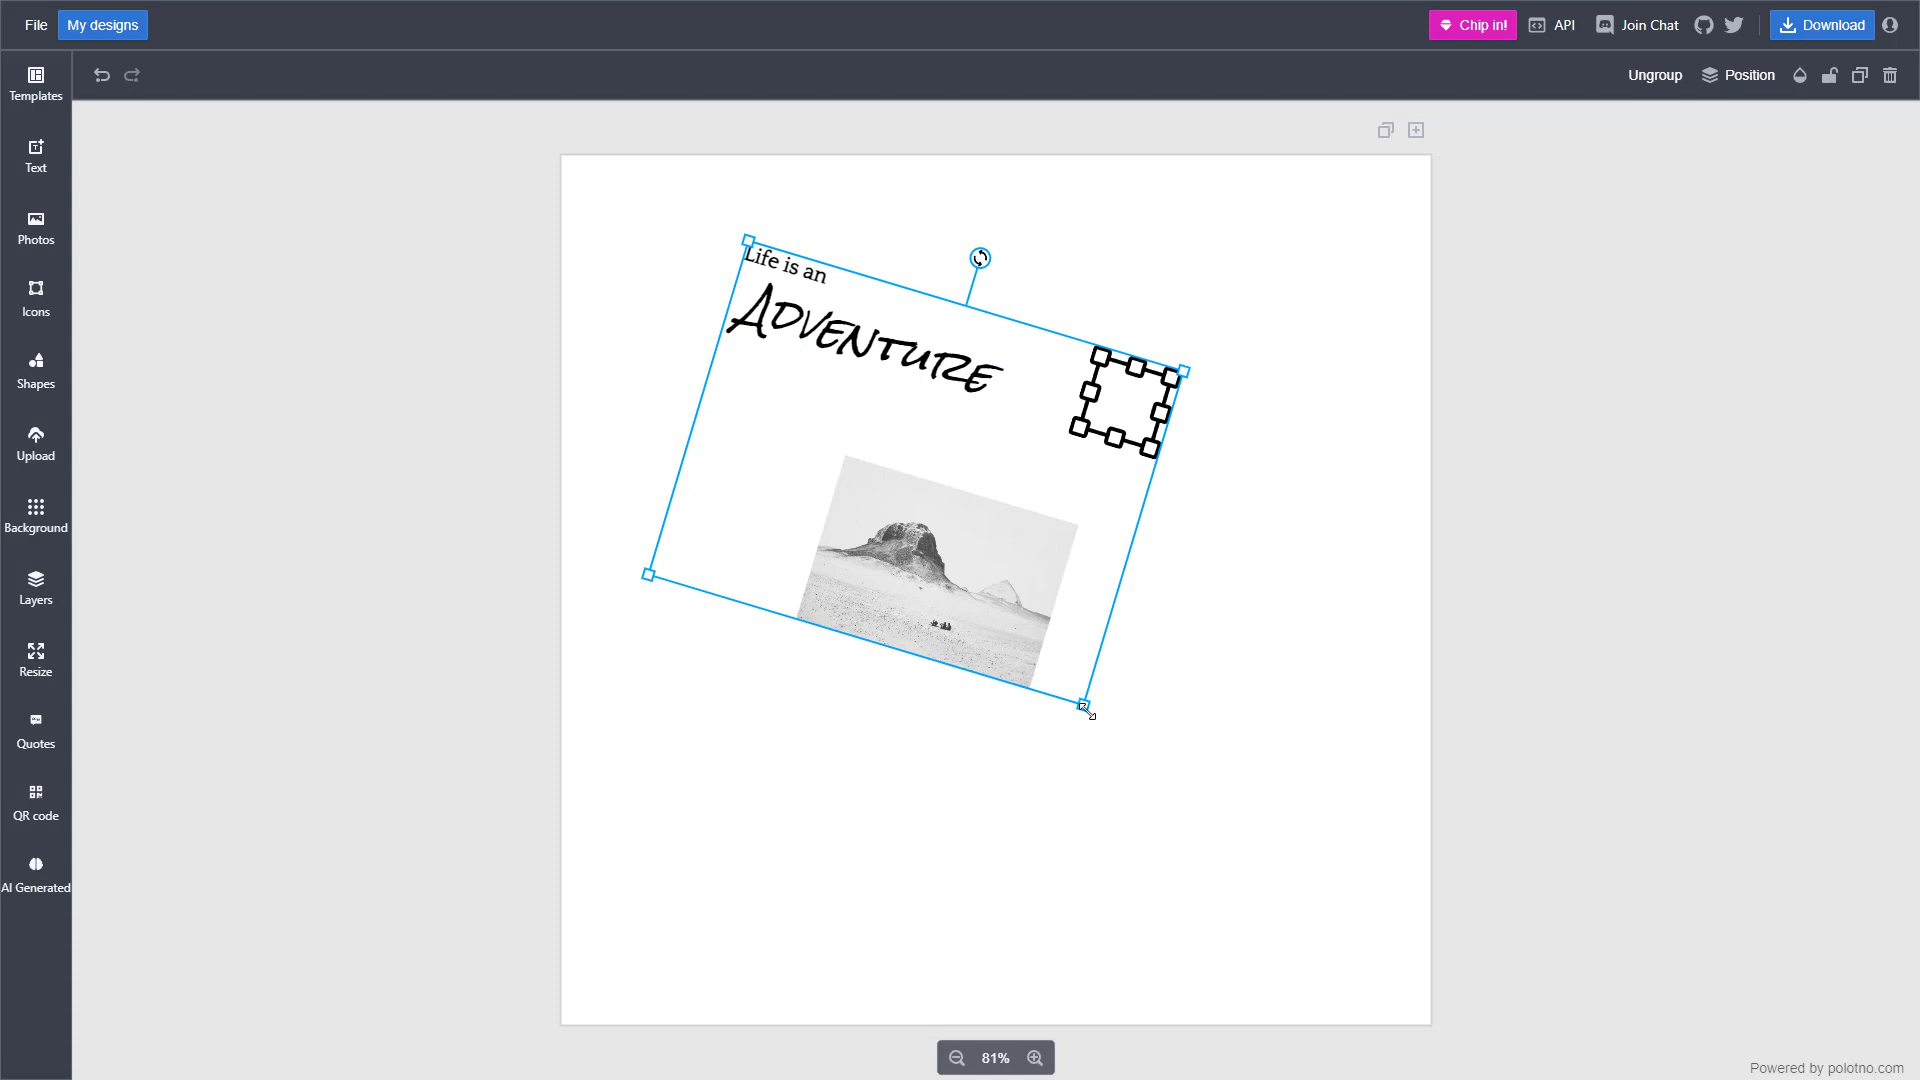 File My designs Chip in! API Join Chat Download
Templates Ungroup Position
Text
Photos
Icons
Shapes
Upload
Background
Layers
Resize
Quotes
QR code
AI Generated
Life is an
ADVENTURE
81%
Powered by polotno.com